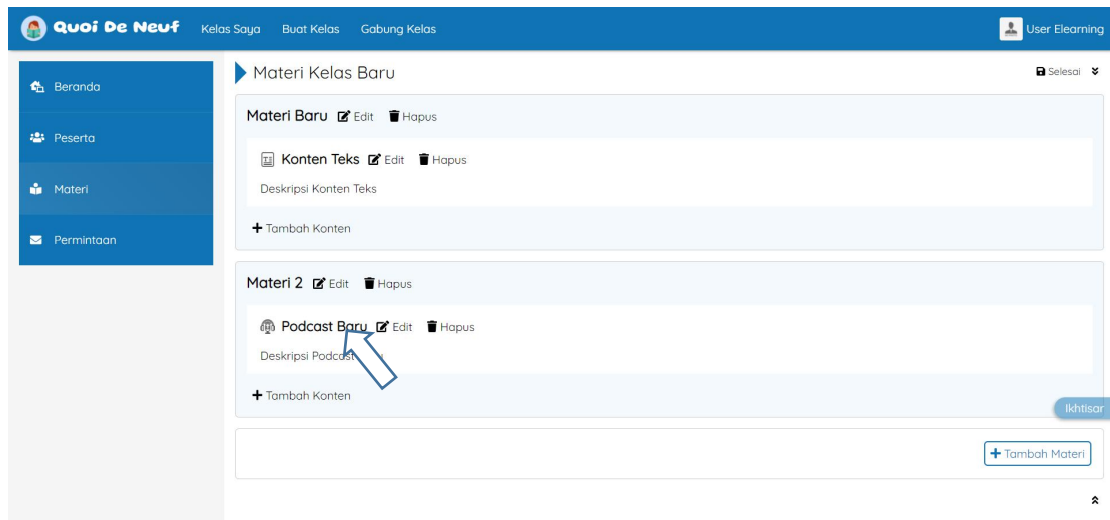 Quoi De Neuf Kelas Saya Buat Kelas Gabung Kelas User Elearning
Beranda
Peserta
Materi
Permintaan
Materi Kelas Baru Selesai
Materi Baru Edit Hapus
Konten Teks Edit Hapus
Deskripsi Konten Teks
Tambah Konten
Materi 2 Edit Hapus
Podcast Baru Edit Hapus
Deskripsi Podcast
Tambah Konten
Ikhtisar
Tambah Materi